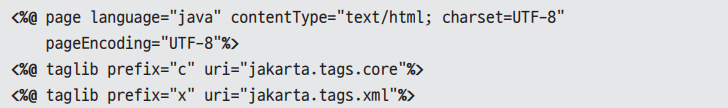 <%@ page language="java" contentType="text/html; charset=UTF-8"
pageEncoding="UTF-8"%>
<%@ taglib prefix="c" uri="jakarta.tags.core"%>
<%@ taglib prefix="x" uri="jakarta.tags.xml"%>